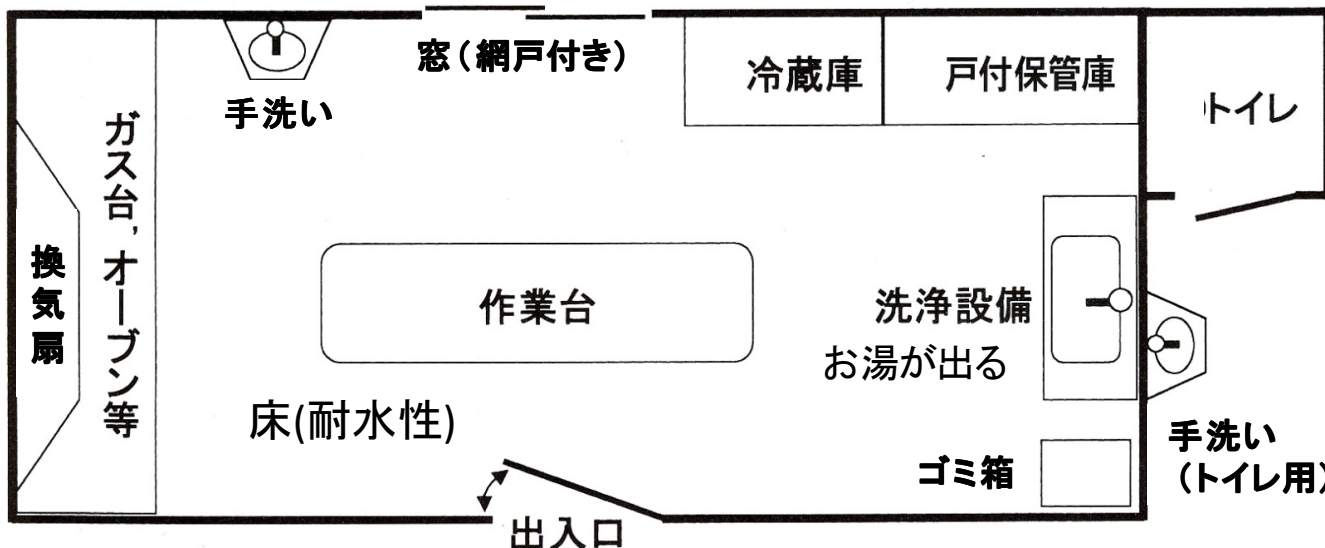 窓(網戸付き)
手洗い
冷蔵庫
戸付保管庫
トイレ
ガス台,オーブン等
換気扇
作業台
洗浄設備
お湯が出る
床(耐水性)
ゴミ箱
手洗い
(トイレ用)
出入口